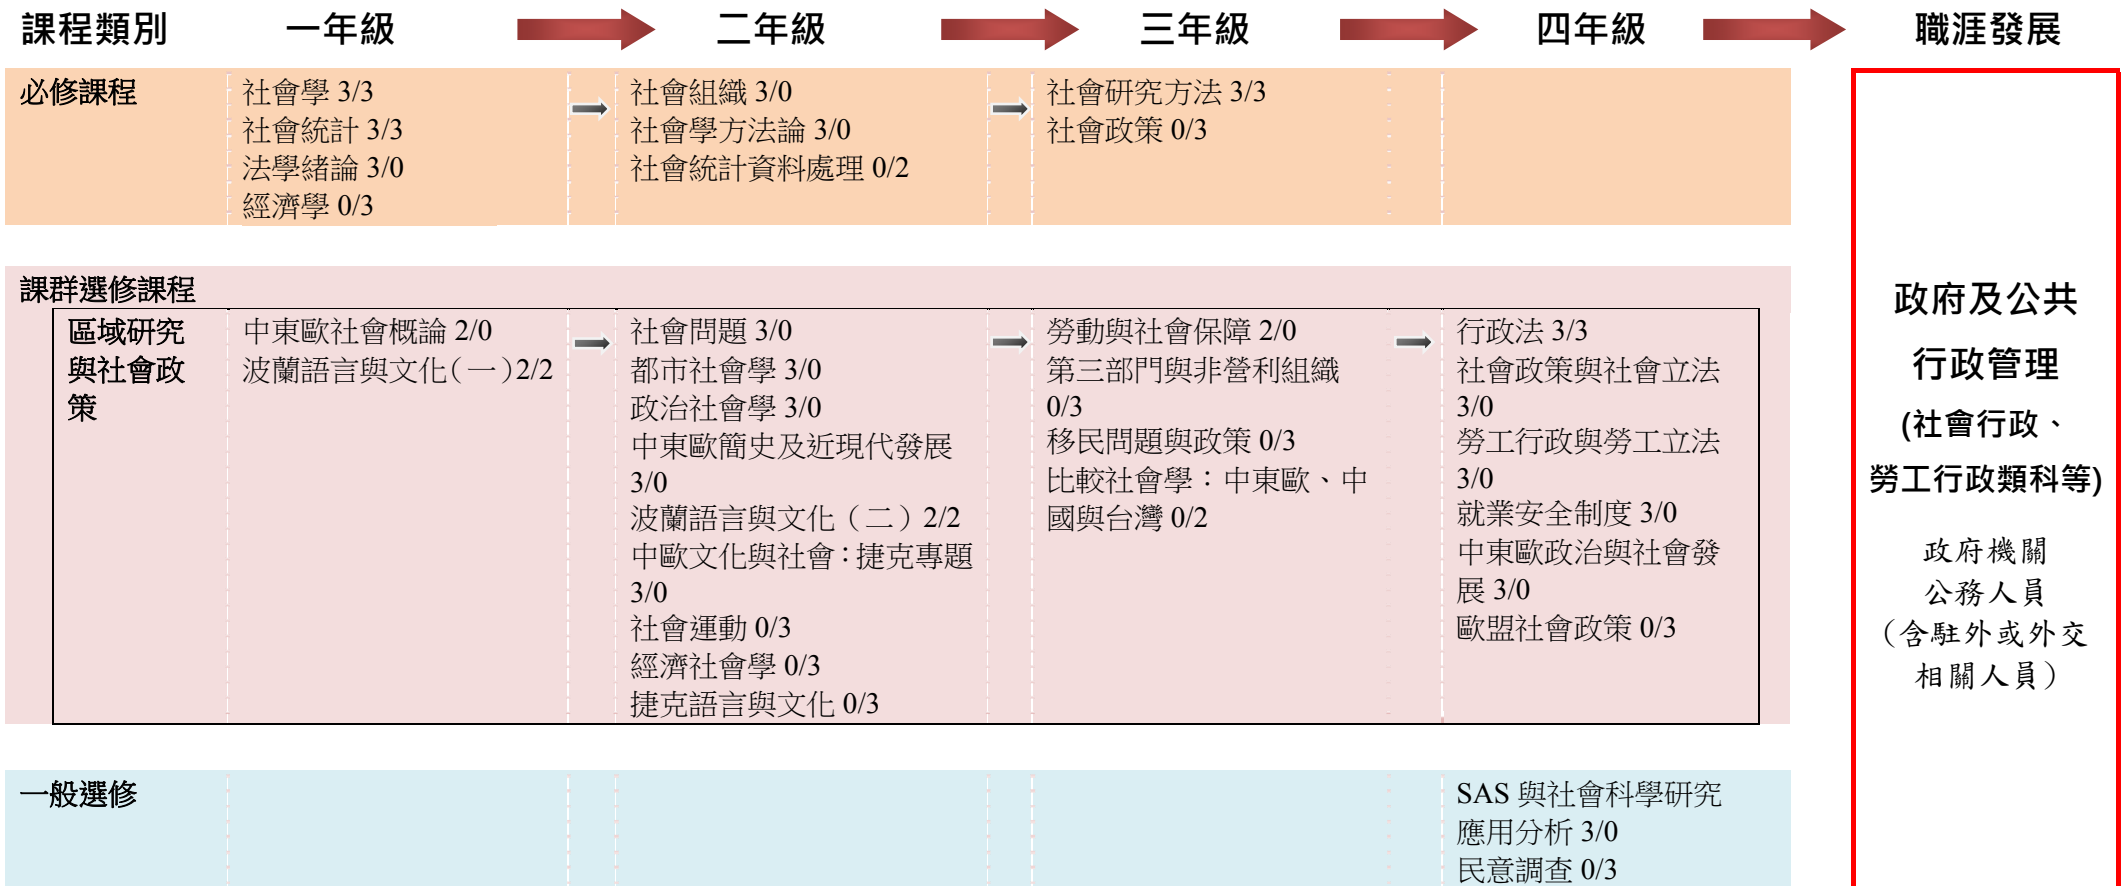 課程類別 一年級 二年級 三年級 四年級 職涯發展
必修課程
社會學 3/3
社會統計 3/3
法學緒論 3/0
經濟學 0/3
社會組織 3/0
社會學方法論 3/0
社會統計資料處理 0/2
社會研究方法 3/3
社會政策 0/3
課群選修課程
區域研究
與社會政
策
中東歐社會概論 2/0
波蘭語言與文化(一)2/2
社會問題 3/0
都市社會學 3/0
政治社會學 3/0
中東歐簡史及近現代發展
3/0
波蘭語言與文化(二)2/2
中歐文化與社會:捷克專題
3/0
社會運動 0/3
經濟社會學 0/3
捷克語言與文化 0/3
勞動與社會保障 2/0
第三部門與非營利組織
0/3
移民問題與政策 0/3
比較社會學:中東歐、中
國與台灣 0/2
行政法 3/3
社會政策與社會立法
3/0
勞工行政與勞工立法
3/0
就業安全制度 3/0
中東歐政治與社會發
展 3/0
歐盟社會政策 0/3
一般選修
SAS 與社會科學研究
應用分析 3/0
民意調查 0/3
政府及公共
行政管理
(社會行政、
勞工行政類科等)
政府機關
公務人員
(含駐外或外交
相關人員)